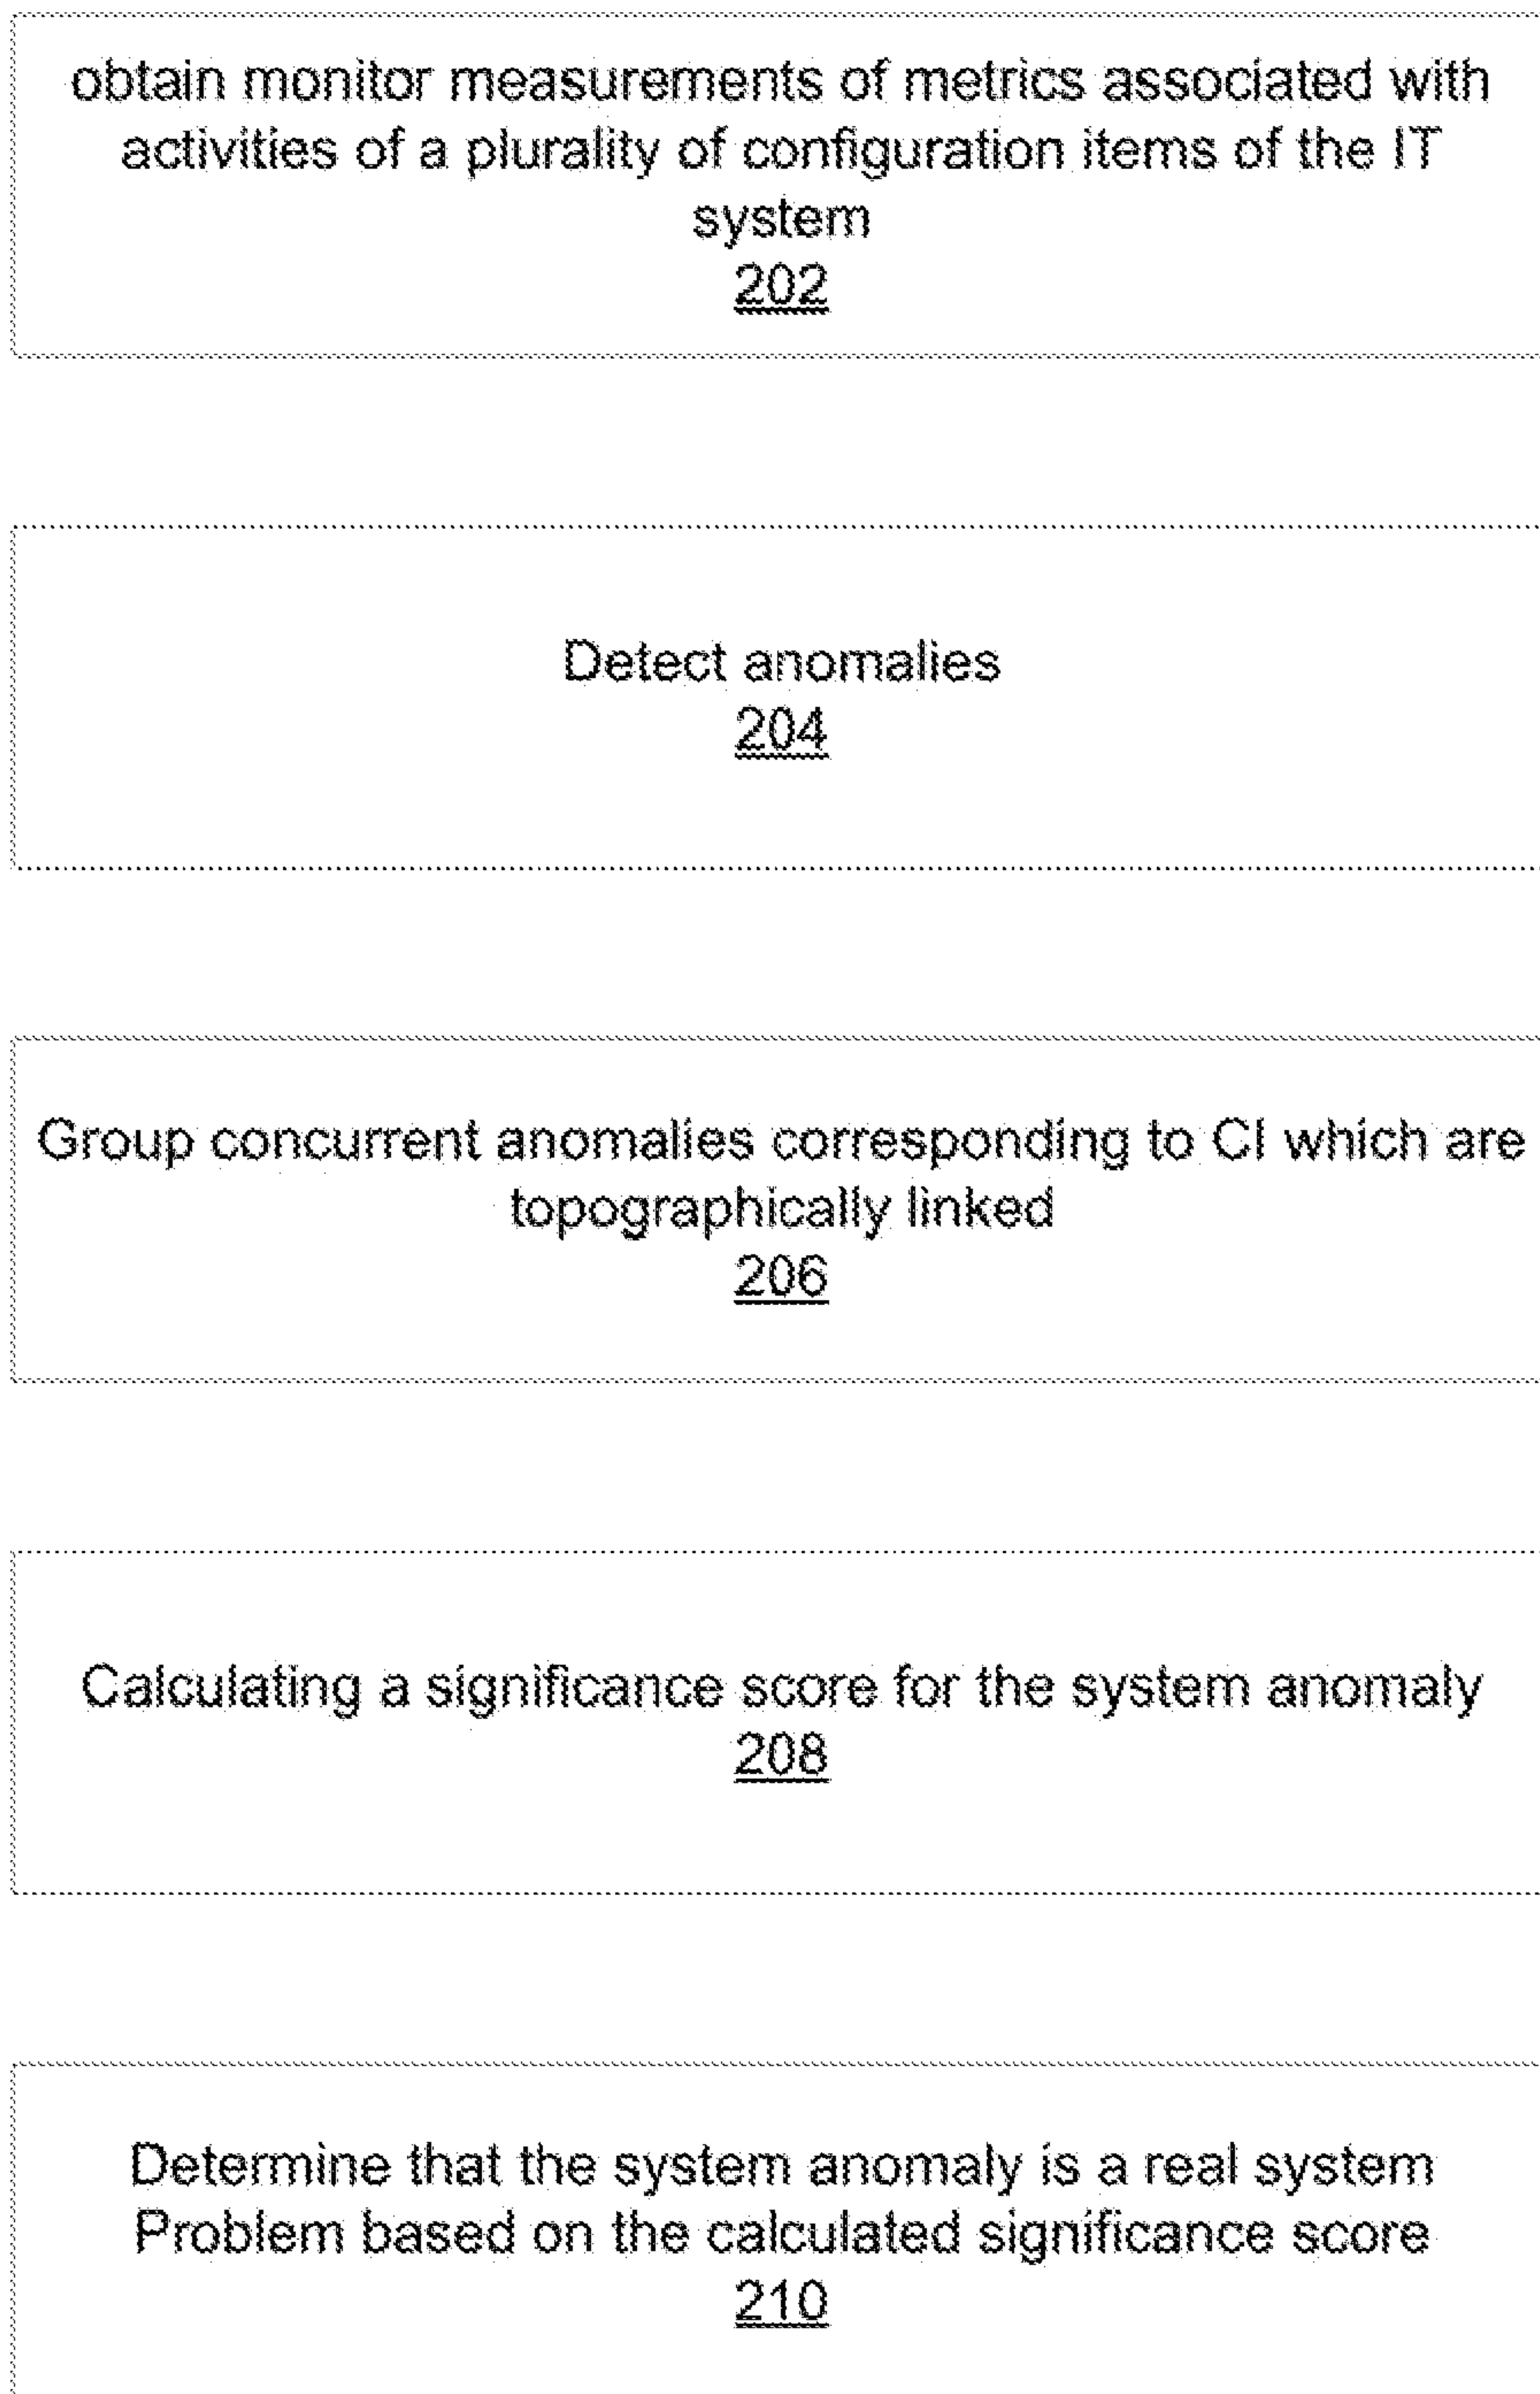 obtain monitor measurements of metrics associated with
activities of a plurality of configuration items of the IT
system
202
Detect anomalies
204
Group concurrent anomalies corresponding to CI which are
topographically linked
206
Calculating a significance score for the system anomaly
208
Determine that the system anomaly is a real system
Problem based on the calculated significance score
210